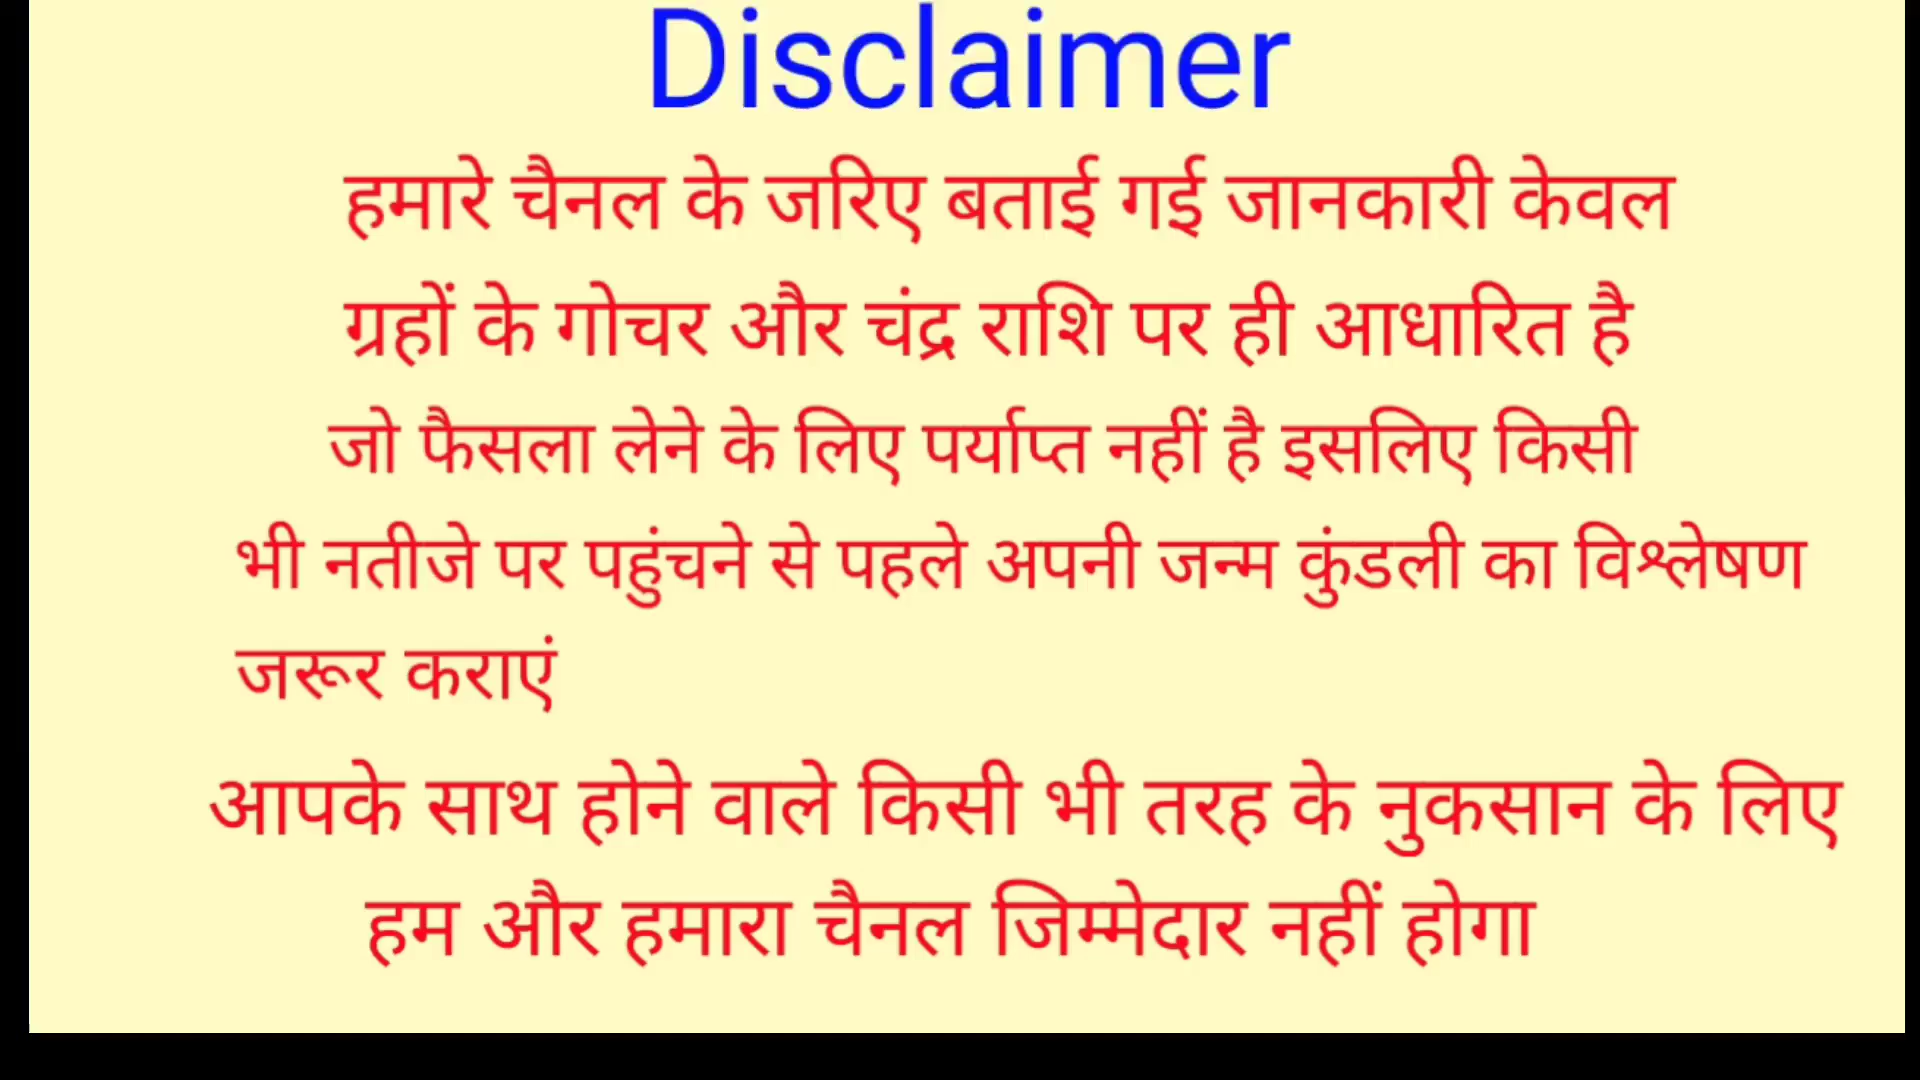 Disclaimer
हमारे चैनल के जरिए बताई गई जानकारी केवल
ग्रहों के गोचर और चंद्र राशि पर ही आधारित है
जो फैसला लेने के लिए पर्याप्त नहीं है इसलिए किसी
भी नतीजे पर पहुंचने से पहले अपनी जन्म कुंडली का विश्लेषण
जरूर कराएं
आपके साथ होने वाले किसी भी तरह के नुकसान के लिए
हम और हमारा चैनल जिम्मेदार नहीं होगा